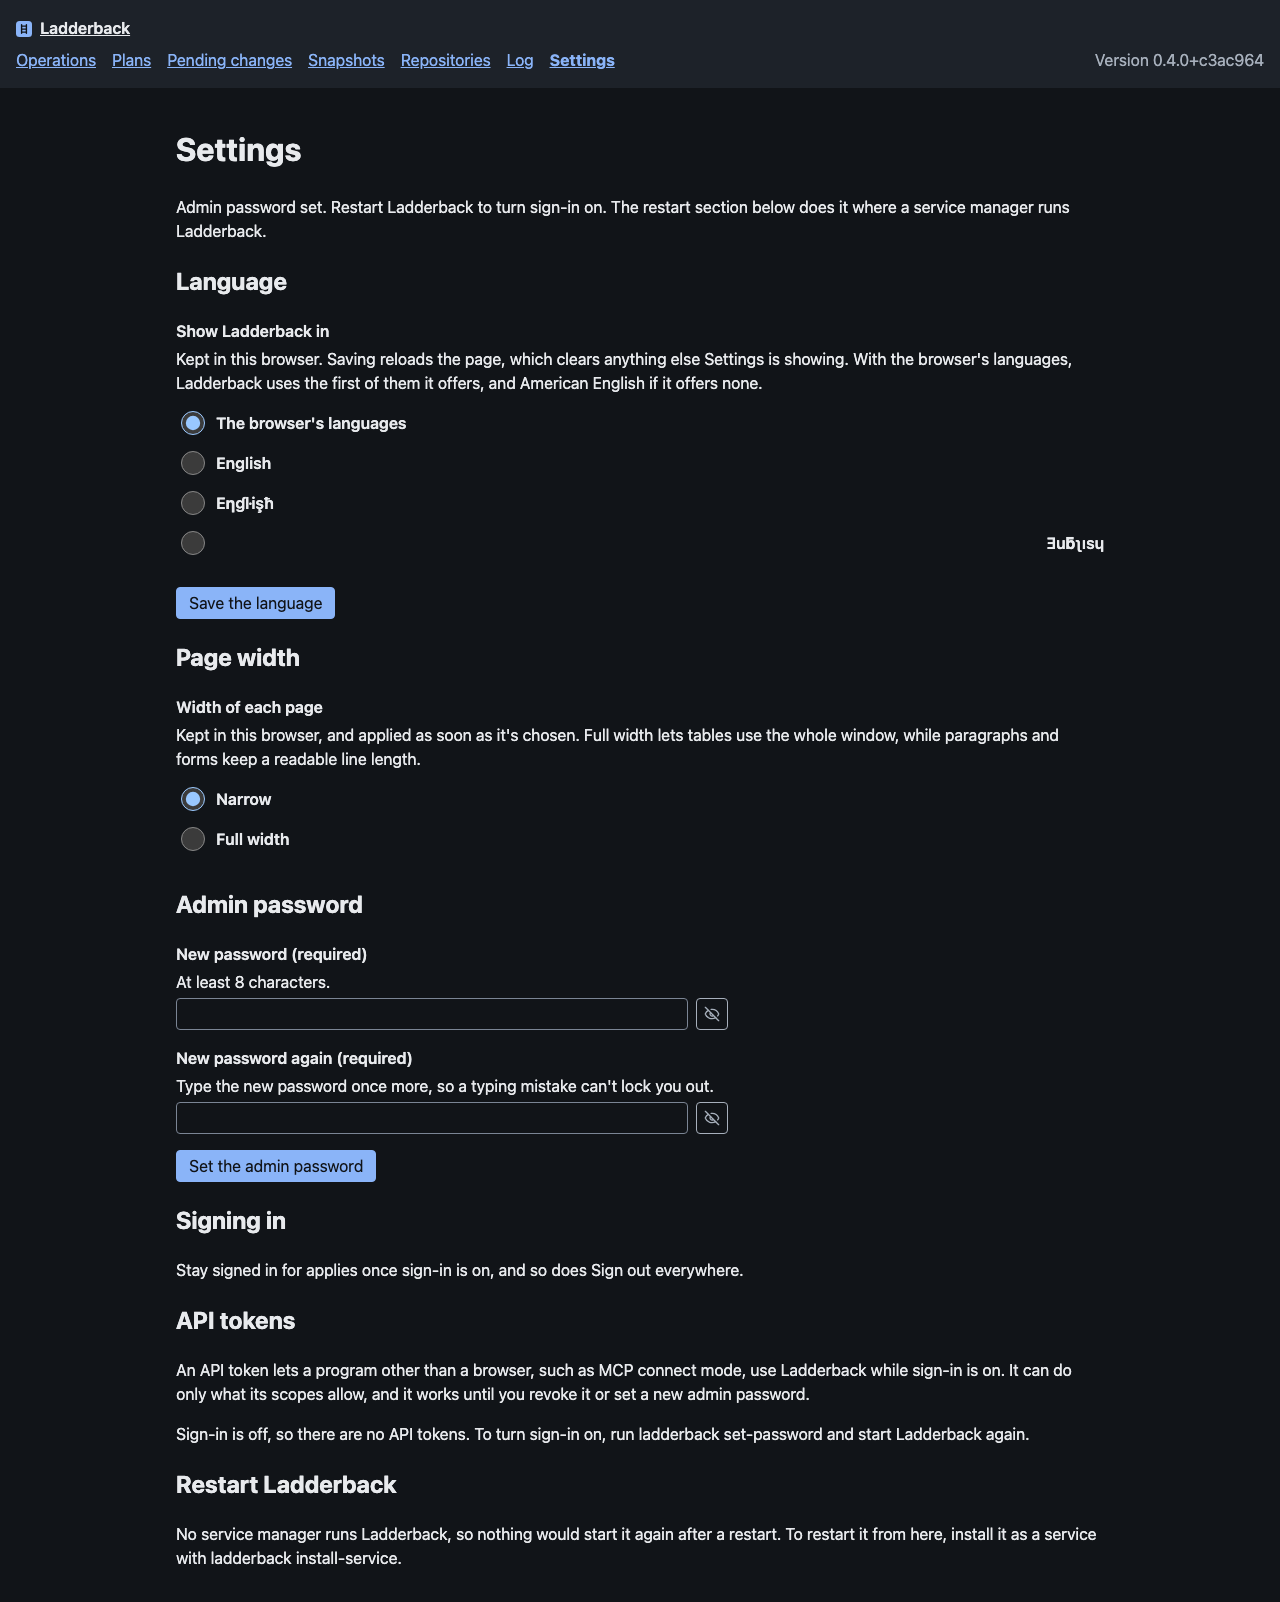 Ladderback
Operations Plans Pending changes Snapshots Repositories Log Settings Version 0.4.0+c3ac964
Settings
Admin password set. Restart Ladderback to turn sign-in on. The restart section below does it where a service manager runs
Ladderback.
Language
Show Ladderback in
Kept in this browser. Saving reloads the page, which clears anything else Settings is showing. With the browser's languages,
Ladderback uses the first of them it offers, and American English if it offers none.
The browser's languages
English
Eƞɠŀişħ
Ǝuƃʅısɥ
Save the language
Page width
Width of each page
Kept in this browser, and applied as soon as it's chosen. Full width lets tables use the whole window, while paragraphs and
forms keep a readable line length.
Narrow
Full width
Admin password
New password (required)
At least 8 characters.
New password again (required)
Type the new password once more, so a typing mistake can't lock you out.
Set the admin password
Signing in
Stay signed in for applies once sign-in is on, and so does Sign out everywhere.
API tokens
An API token lets a program other than a browser, such as MCP connect mode, use Ladderback while sign-in is on. It can do
only what its scopes allow, and it works until you revoke it or set a new admin password.
Sign-in is off, so there are no API tokens. To turn sign-in on, run ladderback set-password and start Ladderback again.
Restart Ladderback
No service manager runs Ladderback, so nothing would start it again after a restart. To restart it from here, install it as a service
with ladderback install-service.